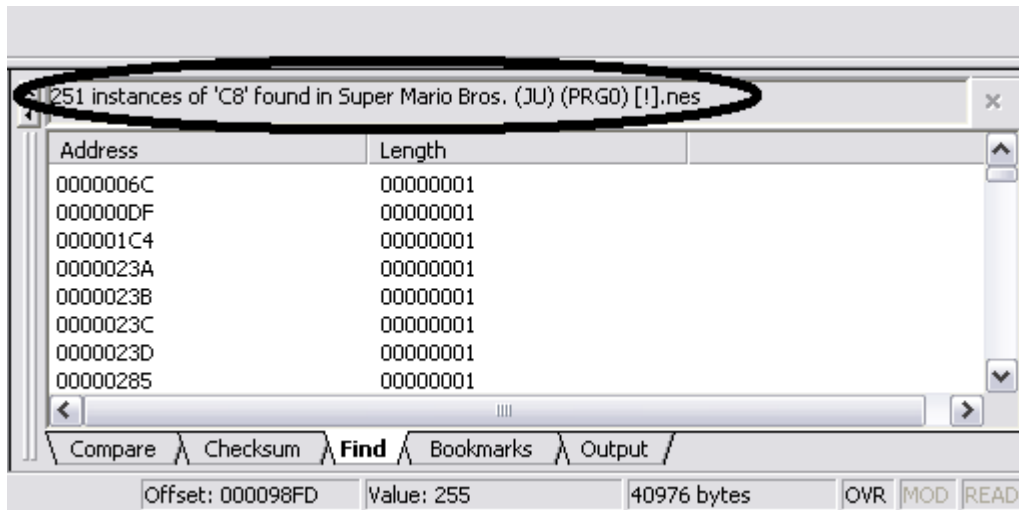 251 instances of 'C8' found in Super Mario Bros. (JU) (PRG0) [!].nes
Address Length
0000006C 00000001
000000DF 00000001
000001C4 00000001
0000023A 00000001
0000023B 00000001
0000023C 00000001
0000023D 00000001
00000285 00000001
Compare Checksum Find Bookmarks Output
Offset: 000098FD Value: 255 40976 bytes OVR MOD READ